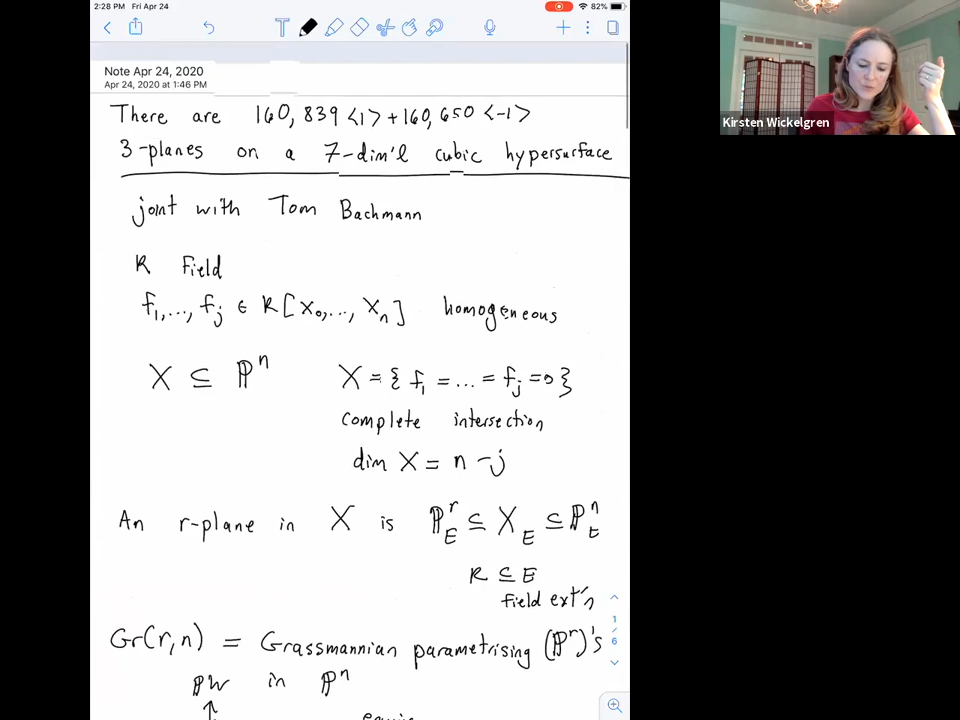 2:28 PM Fri Apr 24
82%
Note Apr 24, 2020
Apr 24, 2020 at 1:46 PM
There are 160,839 <1> + 160,650 <-1>
3-planes on a 7-dim'l cubic hypersurface
joint with Tom Bachmann
k field
f₁,..., fⱼ ∈ k[x₀,..., xₙ] homogeneous
X ⊆ ℙⁿ X = { f₁ = ... = fⱼ = 0 }
complete intersection
dim X = n - j
An r-plane in X is ℙʳ_E ⊆ X_E ⊆ ℙⁿ_E
k ⊆ E
field ext'n
Gr(r,n) = Grassmannian parametrising (ℙʳ)'s
ℙW in ℙⁿ
↑
1
/
6
Kirsten Wickelgren